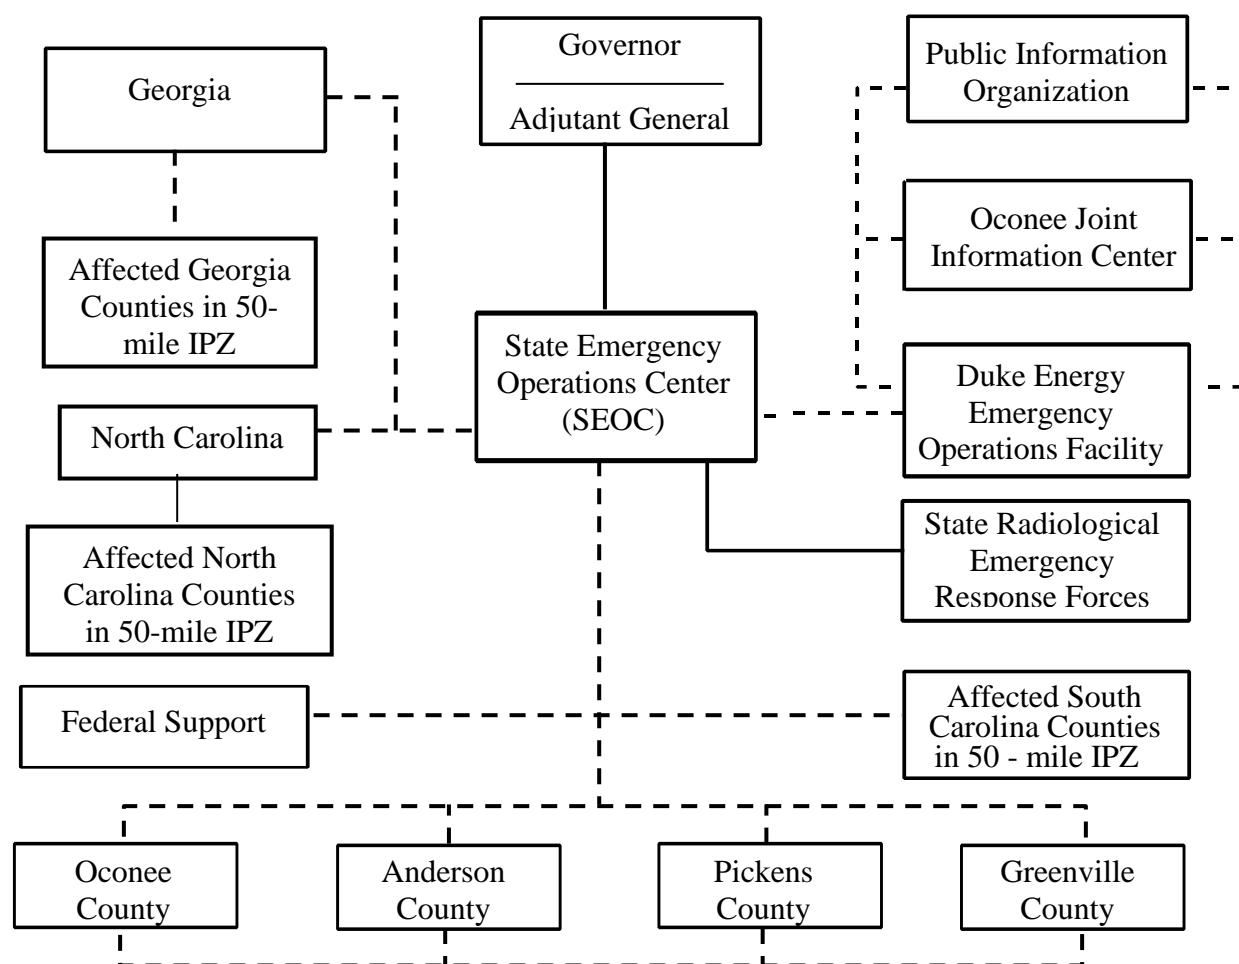 Georgia
Governor
Adjutant General
Public Information
Organization
Oconee Joint
Information Center
Affected Georgia
Counties in 50-
mile IPZ
State Emergency
Operations Center
(SEOC)
Duke Energy
Emergency
Operations Facility
North Carolina
State Radiological
Emergency
Response Forces
Affected North
Carolina Counties
in 50-mile IPZ
Federal Support
Affected South
Carolina Counties
in 50 - mile IPZ
Oconee
County
Anderson
County
Pickens
County
Greenville
County